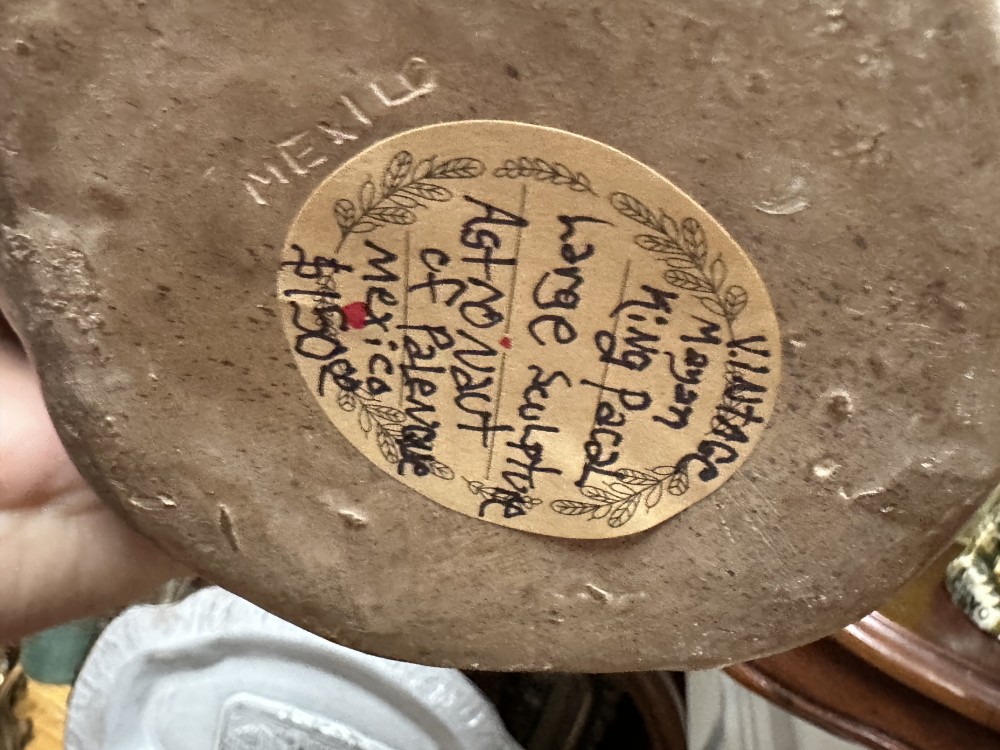 MEXICO
VINTAGE
Mayan
King Pacal
Large Sculpture
AstroNaut
of Palenque
Mexico
$150.00